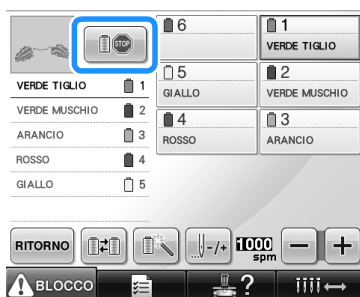 STOP
6
1
VERDE TIGLIO
5
GIALLO
2
VERDE MUSCHIO
4
ROSSO
3
ARANCIO
VERDE TIGLIO 1
VERDE MUSCHIO 2
ARANCIO 3
ROSSO 4
GIALLO 5
RITORNO
-/+
1000
spm
− +
BLOCCO
?